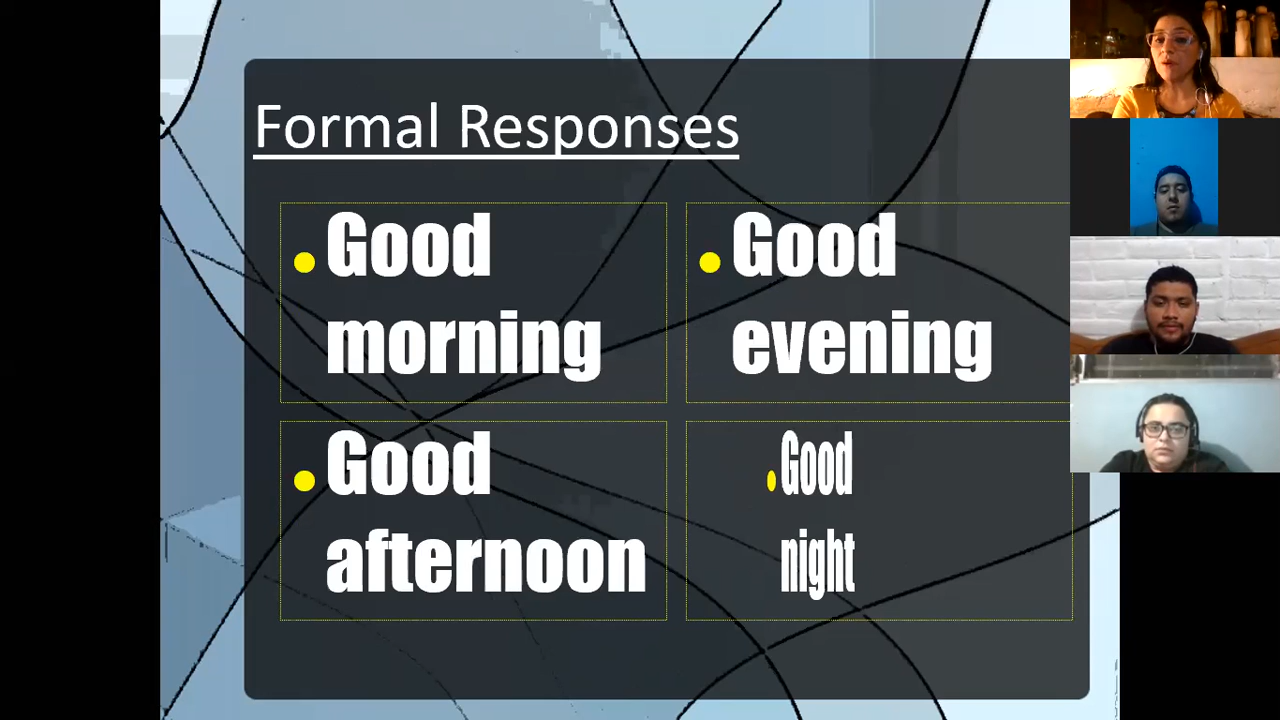 Formal Responses
Good
morning
Good
evening
Good
afternoon
Good
night